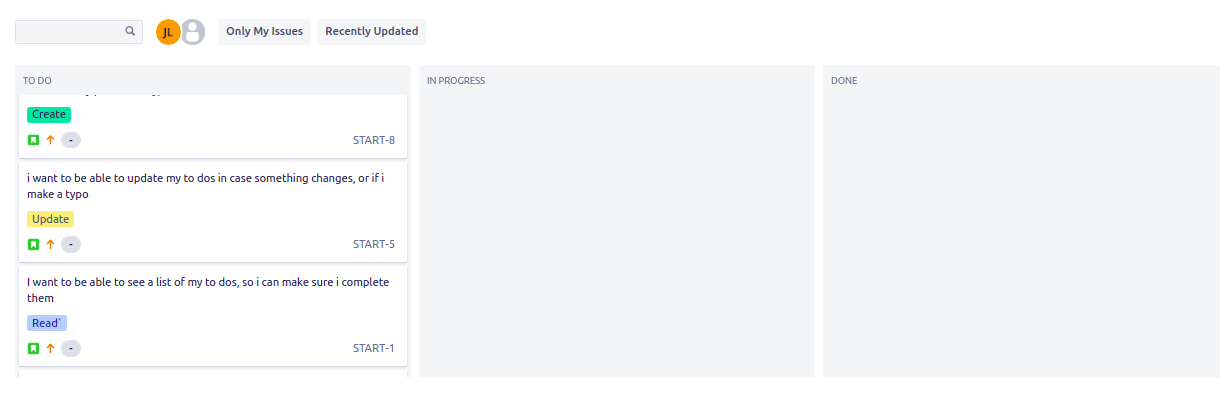 JL
Only My Issues
Recently Updated
TO DO
IN PROGRESS
DONE
Create
-
START-8
i want to be able to update my to dos in case something changes, or if i
make a typo
Update
-
START-5
I want to be able to see a list of my to dos, so i can make sure i complete
them
Read`
-
START-1